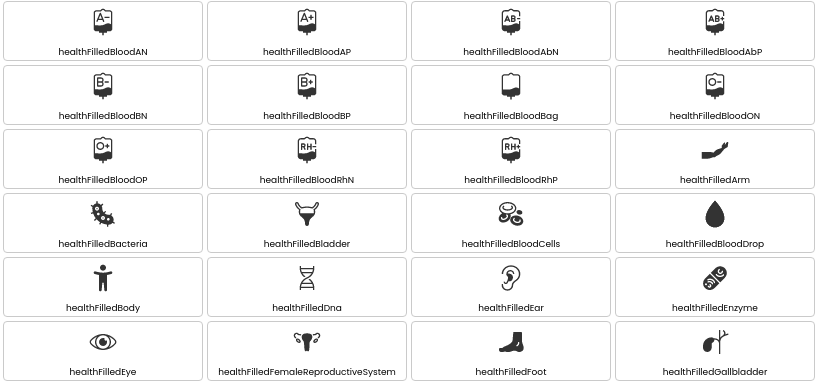 A-
A+
AB-
AB+
healthFilledBloodAN
healthFilledBloodAP
healthFilledBloodAbN
healthFilledBloodAbP
B-
B+
O-
healthFilledBloodBN
healthFilledBloodBP
healthFilledBloodBag
healthFilledBloodON
O+
RH-
RH+
healthFilledBloodOP
healthFilledBloodRhN
healthFilledBloodRhP
healthFilledArm
healthFilledBacteria
healthFilledBladder
healthFilledBloodCells
healthFilledBloodDrop
healthFilledBody
healthFilledDna
healthFilledEar
healthFilledEnzyme
healthFilledEye
healthFilledFemaleReproductiveSystem
healthFilledFoot
healthFilledGallbladder